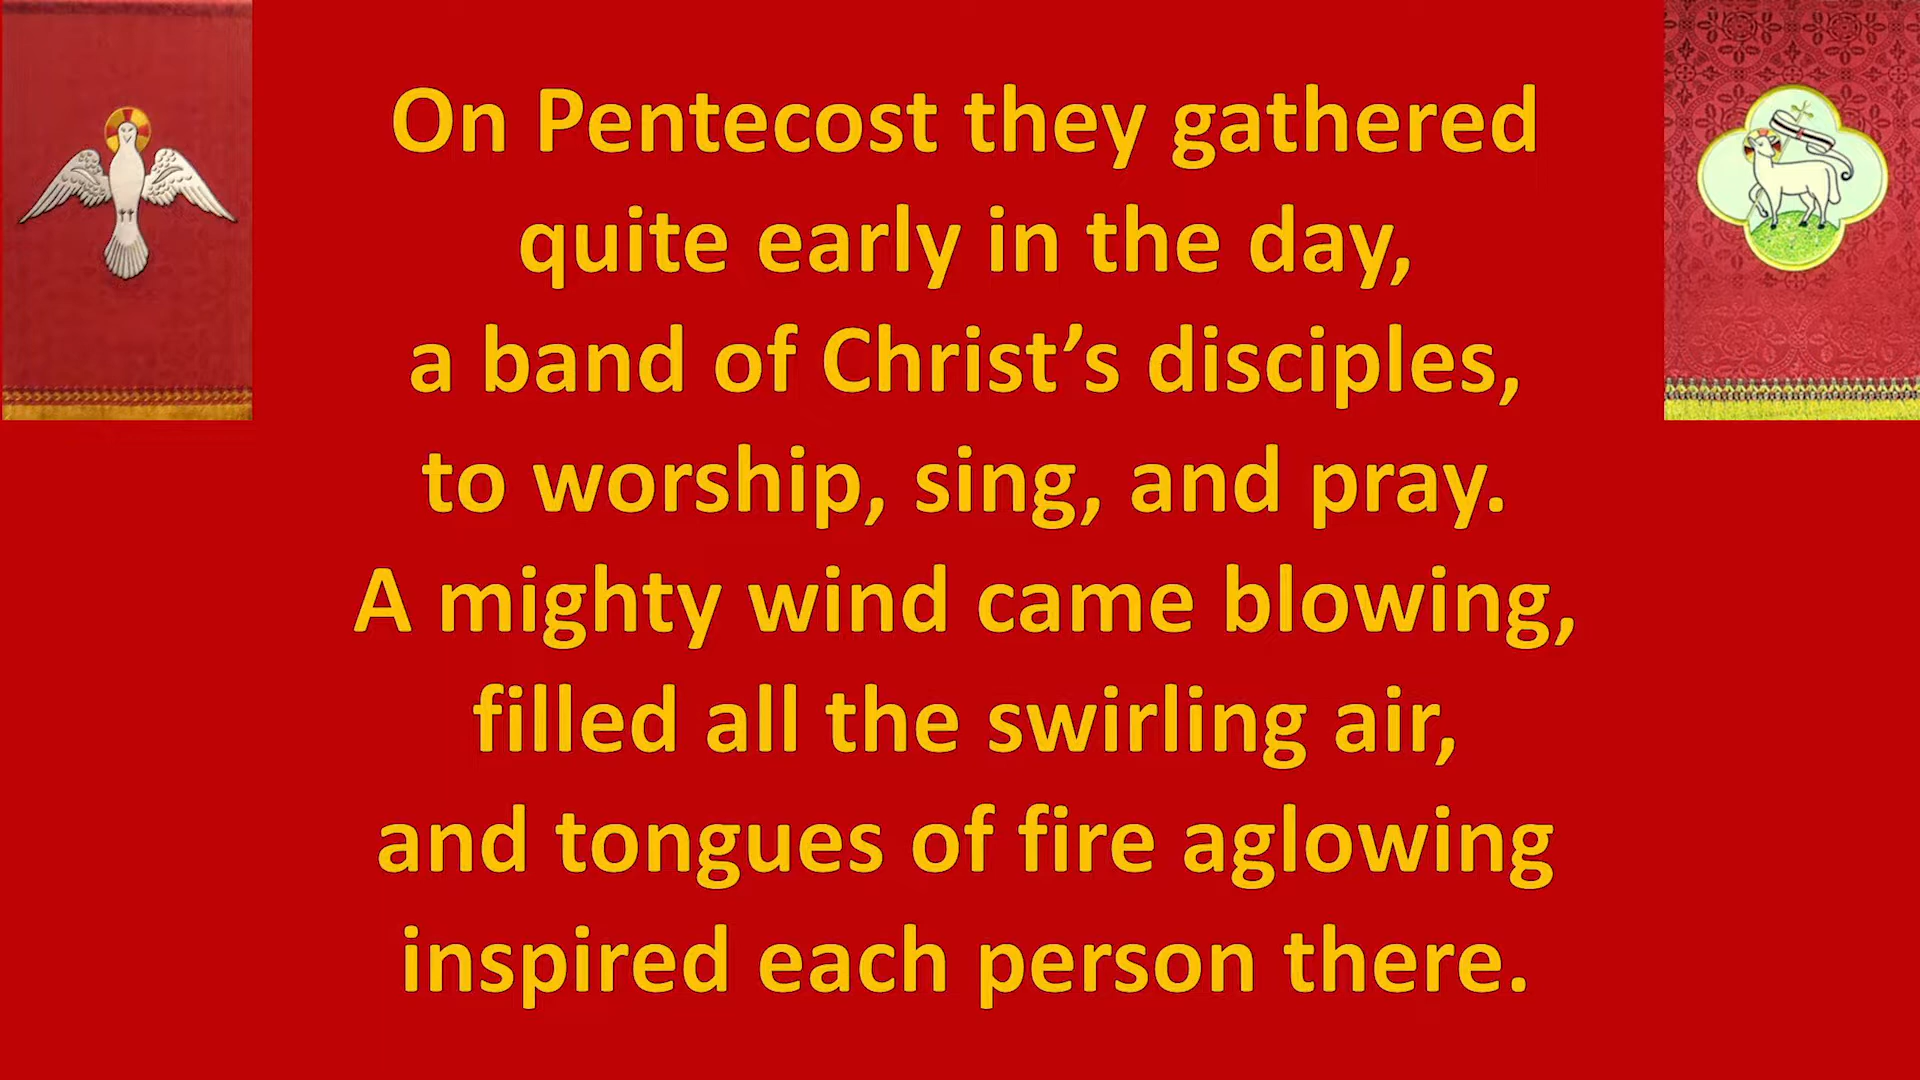 On Pentecost they gathered
quite early in the day,
a band of Christ’s disciples,
to worship, sing, and pray.
A mighty wind came blowing,
filled all the swirling air,
and tongues of fire aglowing
inspired each person there.